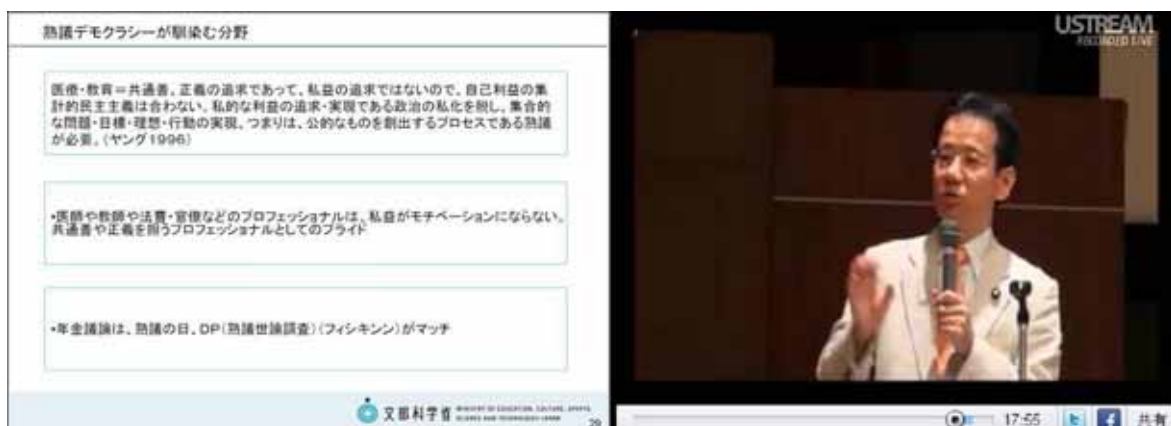 熟議デモクラシーが馴染む分野
医療・教育＝共通善。正義の追求であって、私益の追求ではないので、自己利益の集
計的民主主義は合わない。私的な利益の追求・実現である政治の私化を脱し、集合的
な問題・目標・理想・行動の実現、つまりは、公的なものを創出するプロセスである熟議
が必要。(ヤング1996)
•医師や教師や法曹・官僚などのプロフェッショナルは、私益がモチベーションにならない。
共通善や正義を担うプロフェッショナルとしてのプライド
•年金議論は、熟議の日。DP(熟議世論調査)(フィシキンン)がマッチ
文部科学省
MINISTRY OF EDUCATION, CULTURE, SPORTS,
SCIENCE AND TECHNOLOGY-JAPAN
29
USTREAM
RECORDED LIVE
17:55
共有